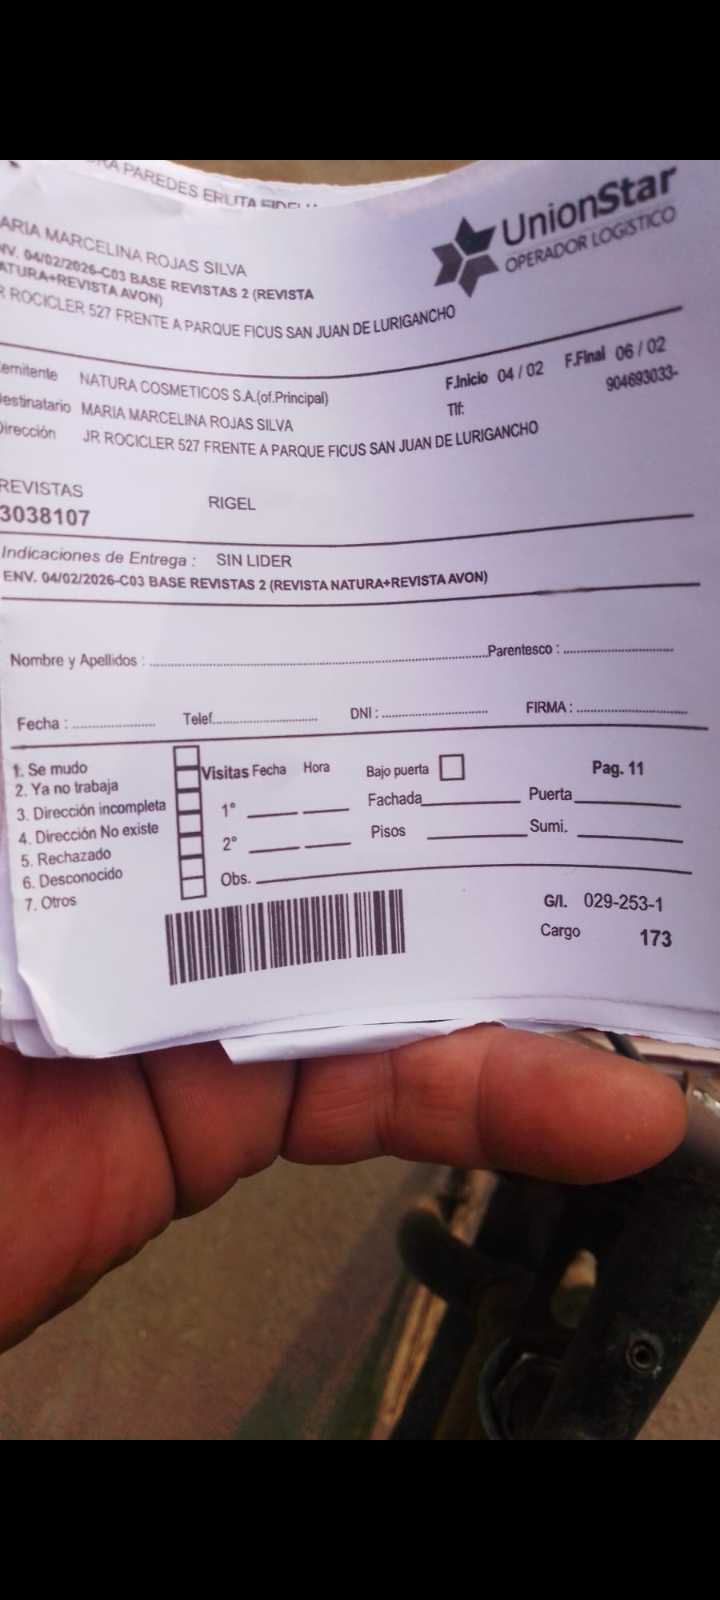 PAREDES ERLITA FIDELI
UnionStar
OPERADOR LOGÍSTICO
ARIA MARCELINA ROJAS SILVA
NV. 04/02/2026-C03 BASE REVISTAS 2 (REVISTA
ATURA+REVISTA AVON)
R ROCICLER 527 FRENTE A PARQUE FICUS SAN JUAN DE LURIGANCHO
emitente NATURA COSMETICOS S.A.(of.Principal) F.Inicio 04 / 02 F.Final 06 / 02
estinatario MARIA MARCELINA ROJAS SILVA Tlf: 904693033-
irección JR ROCICLER 527 FRENTE A PARQUE FICUS SAN JUAN DE LURIGANCHO
REVISTAS RIGEL
3038107
Indicaciones de Entrega : SIN LIDER
ENV. 04/02/2026-C03 BASE REVISTAS 2 (REVISTA NATURA+REVISTA AVON)
Nombre y Apellidos : Parentesco :
Fecha : Telef. DNI : FIRMA :
1. Se mudo
2. Ya no trabaja
3. Dirección incompleta
4. Dirección No existe
5. Rechazado
6. Desconocido
7. Otros
Visitas Fecha Hora Bajo puerta Pag. 11
1° Fachada Puerta
2° Pisos Sumi.
Obs.
G/I. 029-253-1
Cargo 173